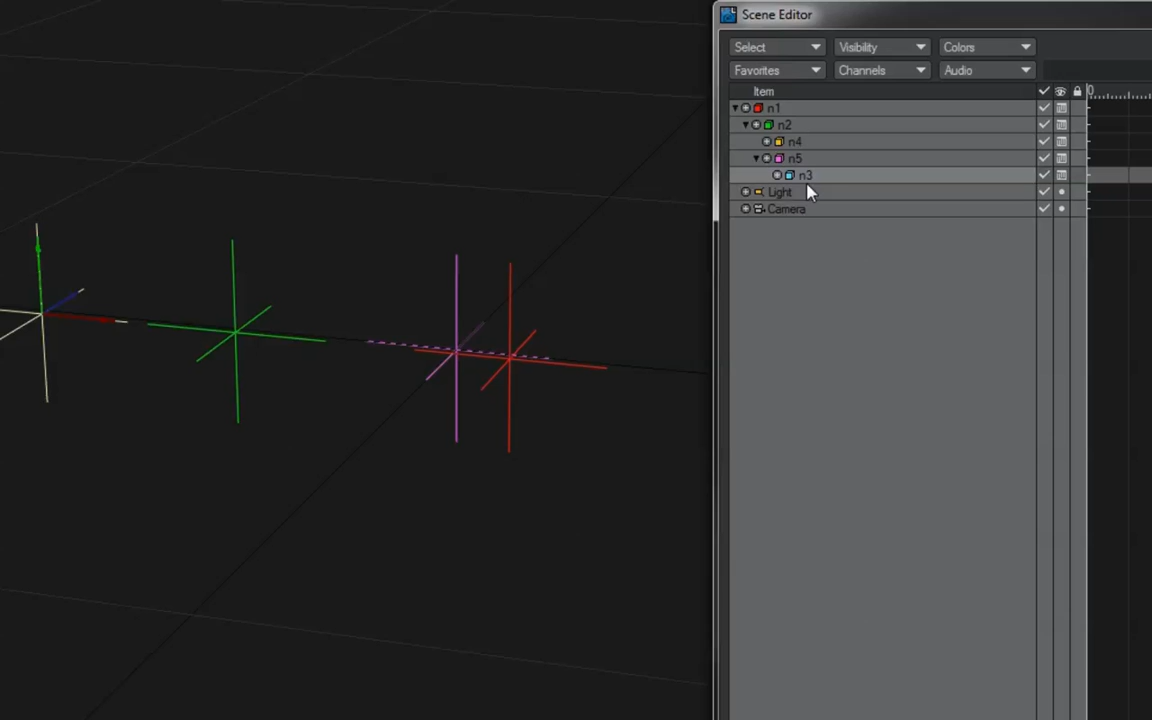 Scene Editor
Select Visibility Colors
Favorites Channels Audio
Item 0
n1
n2
n4
n5
n3
Light
Camera